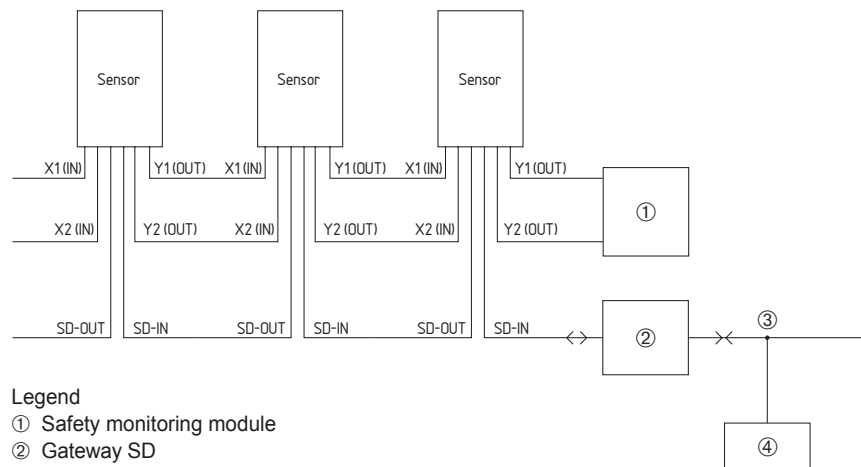 Sensor Sensor Sensor
X1(IN) Y1(OUT) X1(IN) Y1(OUT) X1(IN) Y1(OUT)
①
X2 (IN) Y2 (OUT) X2 (IN) Y2 (OUT) X2 (IN) Y2 (OUT)
SD-OUT SD-IN SD-OUT SD-IN SD-OUT SD-IN
② ③
Legend
① Safety monitoring module
② Gateway SD
④